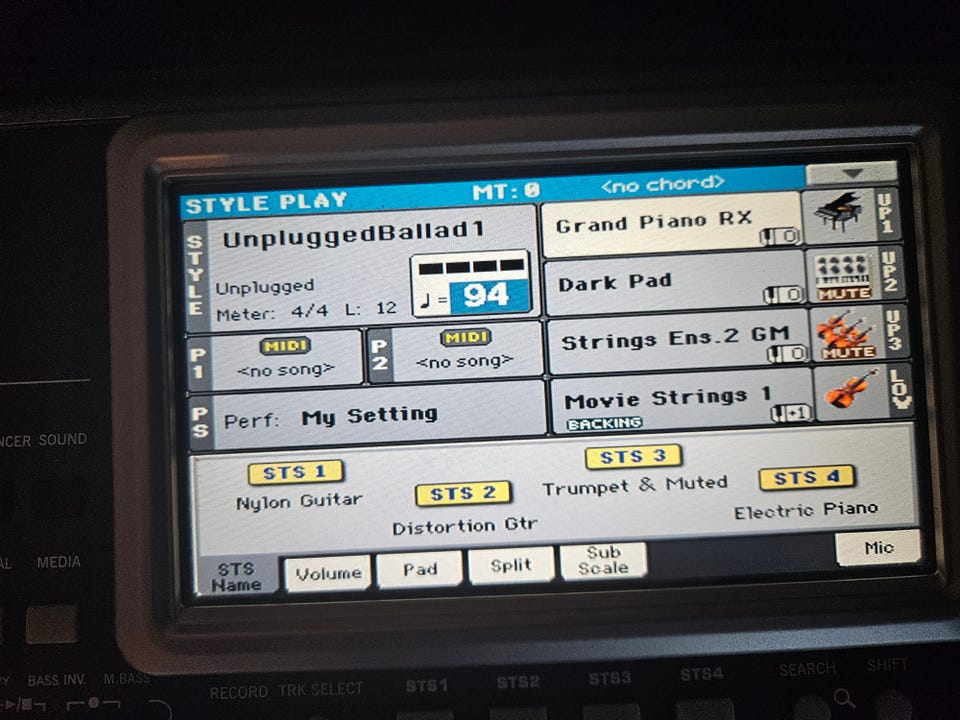 STYLE PLAY MT: 0 <no chord>
STYLE
UnpluggedBallad1
Unplugged
Meter: 4/4 L: 12
♩ = 94
P1
MIDI
<no song>
P2
MIDI
<no song>
PS
Perf: My Setting
Grand Piano RX
0
UP1
Dark Pad
0
MUTE
UP2
Strings Ens.2 GM
0
MUTE
UP3
Movie Strings 1
BACKING
+1
LOW
STS 1
Nylon Guitar
STS 2
Distortion Gtr
STS 3
Trumpet & Muted
STS 4
Electric Piano
STS Name
Volume
Pad
Split
Sub Scale
Mic
SOUND
MEDIA
BASS INV.
M.BASS
RECORD
TRK SELECT
STS1
STS2
STS3
STS4
SEARCH
SHIFT